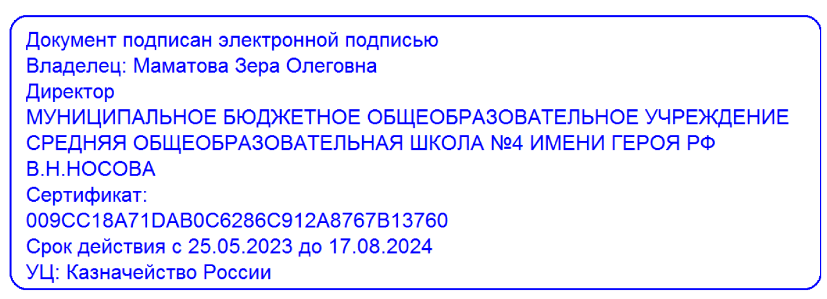 Документ подписан электронной подписью
Владелец: Маматова Зера Олеговна
Директор
МУНИЦИПАЛЬНОЕ БЮДЖЕТНОЕ ОБЩЕОБРАЗОВАТЕЛЬНОЕ УЧРЕЖДЕНИЕ
СРЕДНЯЯ ОБЩЕОБРАЗОВАТЕЛЬНАЯ ШКОЛА №4 ИМЕНИ ГЕРОЯ РФ
В.Н.НОСОВА
Сертификат:
009CC18A71DAB0C6286C912A8767B13760
Срок действия с 25.05.2023 до 17.08.2024
УЦ: Казначейство России